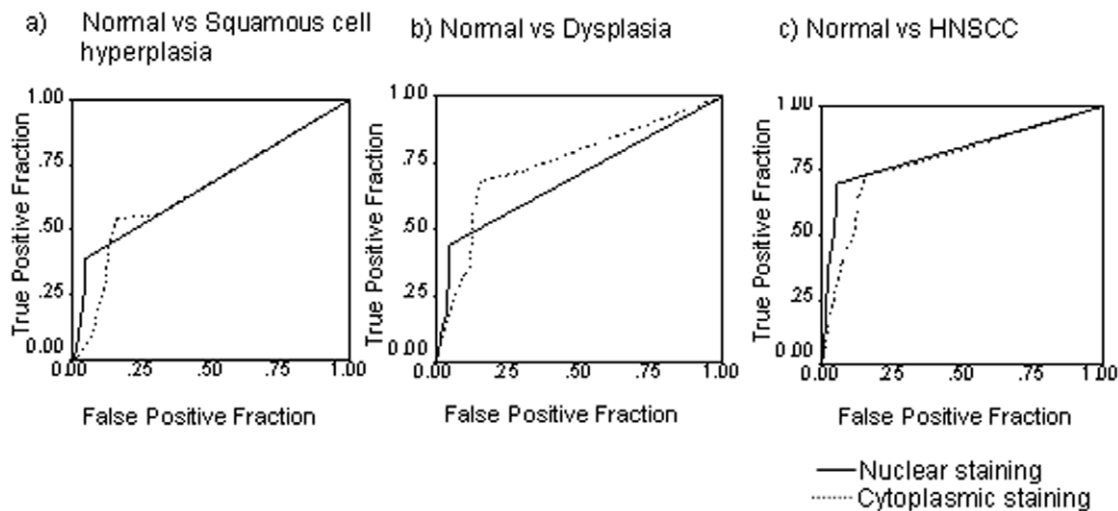 a) Normal vs Squamous cell
hyperplasia
1.00
.75
.50
.25
0.00
0.00 .25 .50 .75 1.00
True Positive Fraction
False Positive Fraction
b) Normal vs Dysplasia
1.00
.75
.50
.25
0.00
0.00 .25 .50 .75 1.00
True Positive Fraction
False Positive Fraction
c) Normal vs HNSCC
1.00
.75
.50
.25
0.00
0.00 .25 .50 .75 1.00
True Positive Fraction
False Positive Fraction
Nuclear staining
Cytoplasmic staining